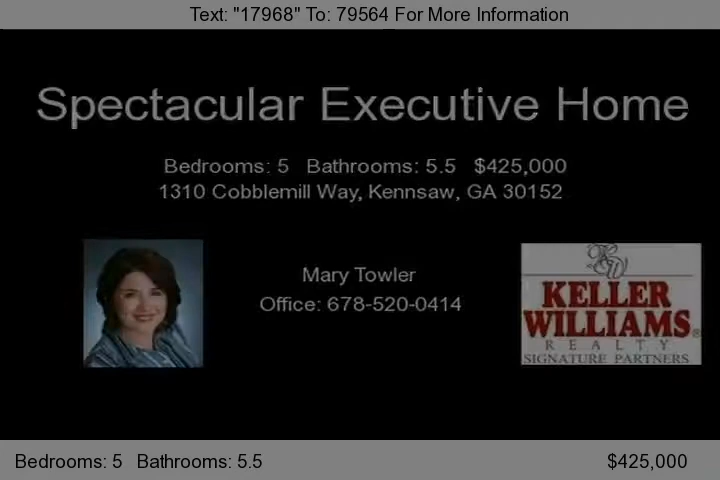 Text: "17968" To: 79564 For More Information
Spectacular Executive Home
Bedrooms: 5 Bathrooms: 5.5 $425,000
1310 Cobblemill Way, Kennsaw, GA 30152
Mary Towler
Office: 678-520-0414
KW
KELLER
WILLIAMS®
REALTY
SIGNATURE PARTNERS
Bedrooms: 5 Bathrooms: 5.5 $425,000